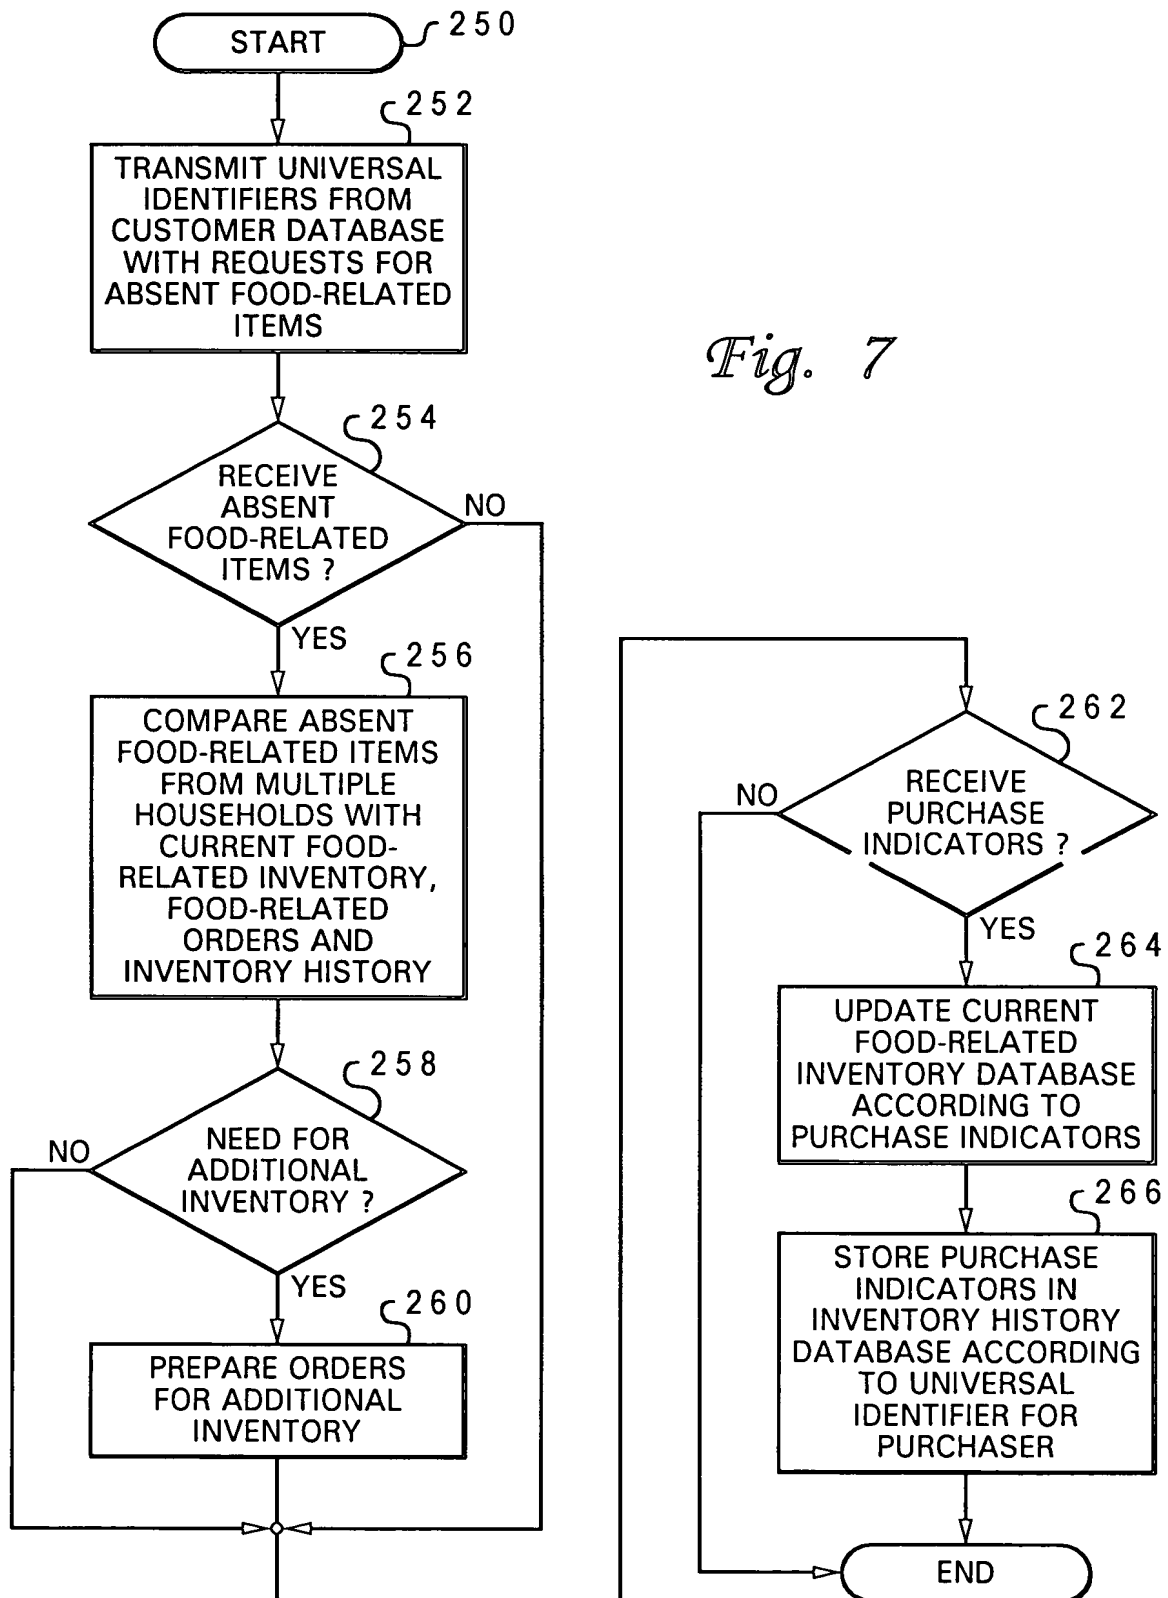 START
250
252
TRANSMIT UNIVERSAL
IDENTIFIERS FROM
CUSTOMER DATABASE
WITH REQUESTS FOR
ABSENT FOOD-RELATED
ITEMS
Fig. 7
254
RECEIVE
ABSENT
FOOD-RELATED
ITEMS ?
NO
YES
256
COMPARE ABSENT
FOOD-RELATED ITEMS
FROM MULTIPLE
HOUSEHOLDS WITH
CURRENT FOOD-
RELATED INVENTORY,
FOOD-RELATED
ORDERS AND
INVENTORY HISTORY
258
NEED FOR
ADDITIONAL
INVENTORY ?
NO
YES
260
PREPARE ORDERS
FOR ADDITIONAL
INVENTORY
262
RECEIVE
PURCHASE
INDICATORS ?
NO
YES
264
UPDATE CURRENT
FOOD-RELATED
INVENTORY DATABASE
ACCORDING TO
PURCHASE INDICATORS
266
STORE PURCHASE
INDICATORS IN
INVENTORY HISTORY
DATABASE ACCORDING
TO UNIVERSAL
IDENTIFIER FOR
PURCHASER
END